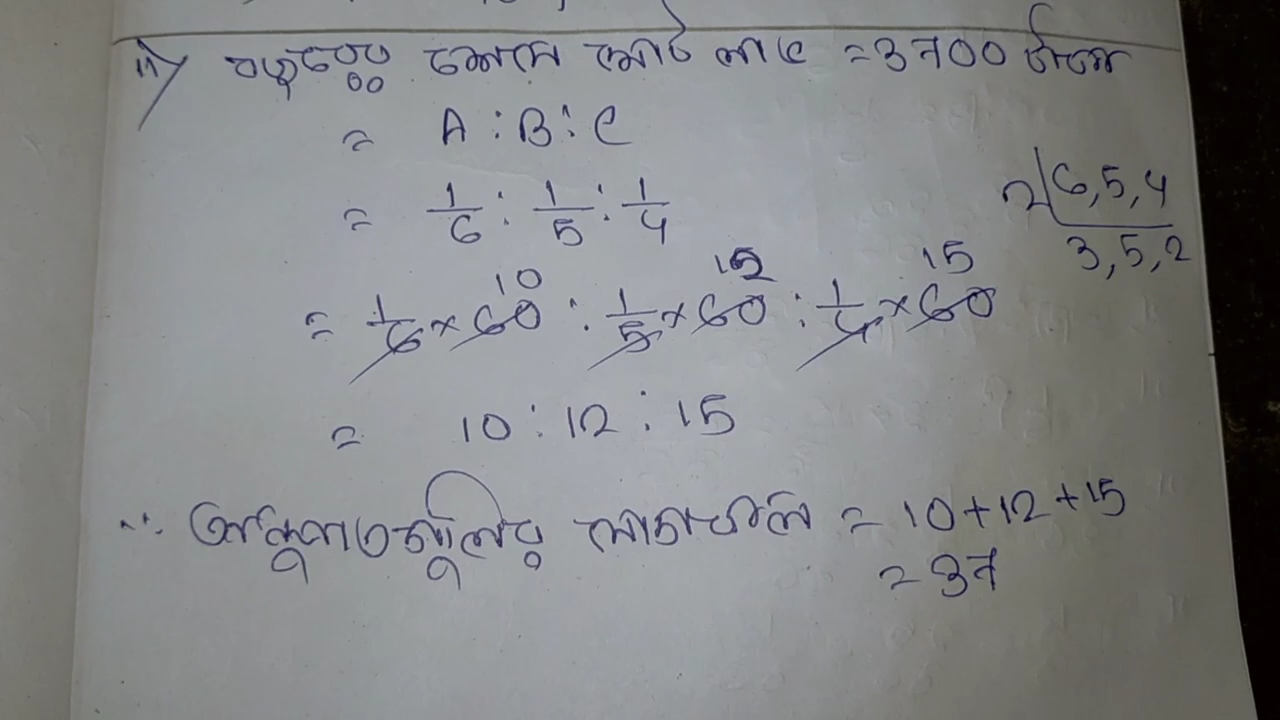 বছরের শেষে মোট লাভ = 3700 টাকা
= A : B : C
= 1/6 : 1/5 : 1/4
2 | 6, 5, 4
3, 5, 2
= 1/6 × 60 10 : 1/5 × 60 12 : 1/4 × 60 15
= 10 : 12 : 15
∴ অনুপাতগুলির যোগফল = 10 + 12 + 15
= 37